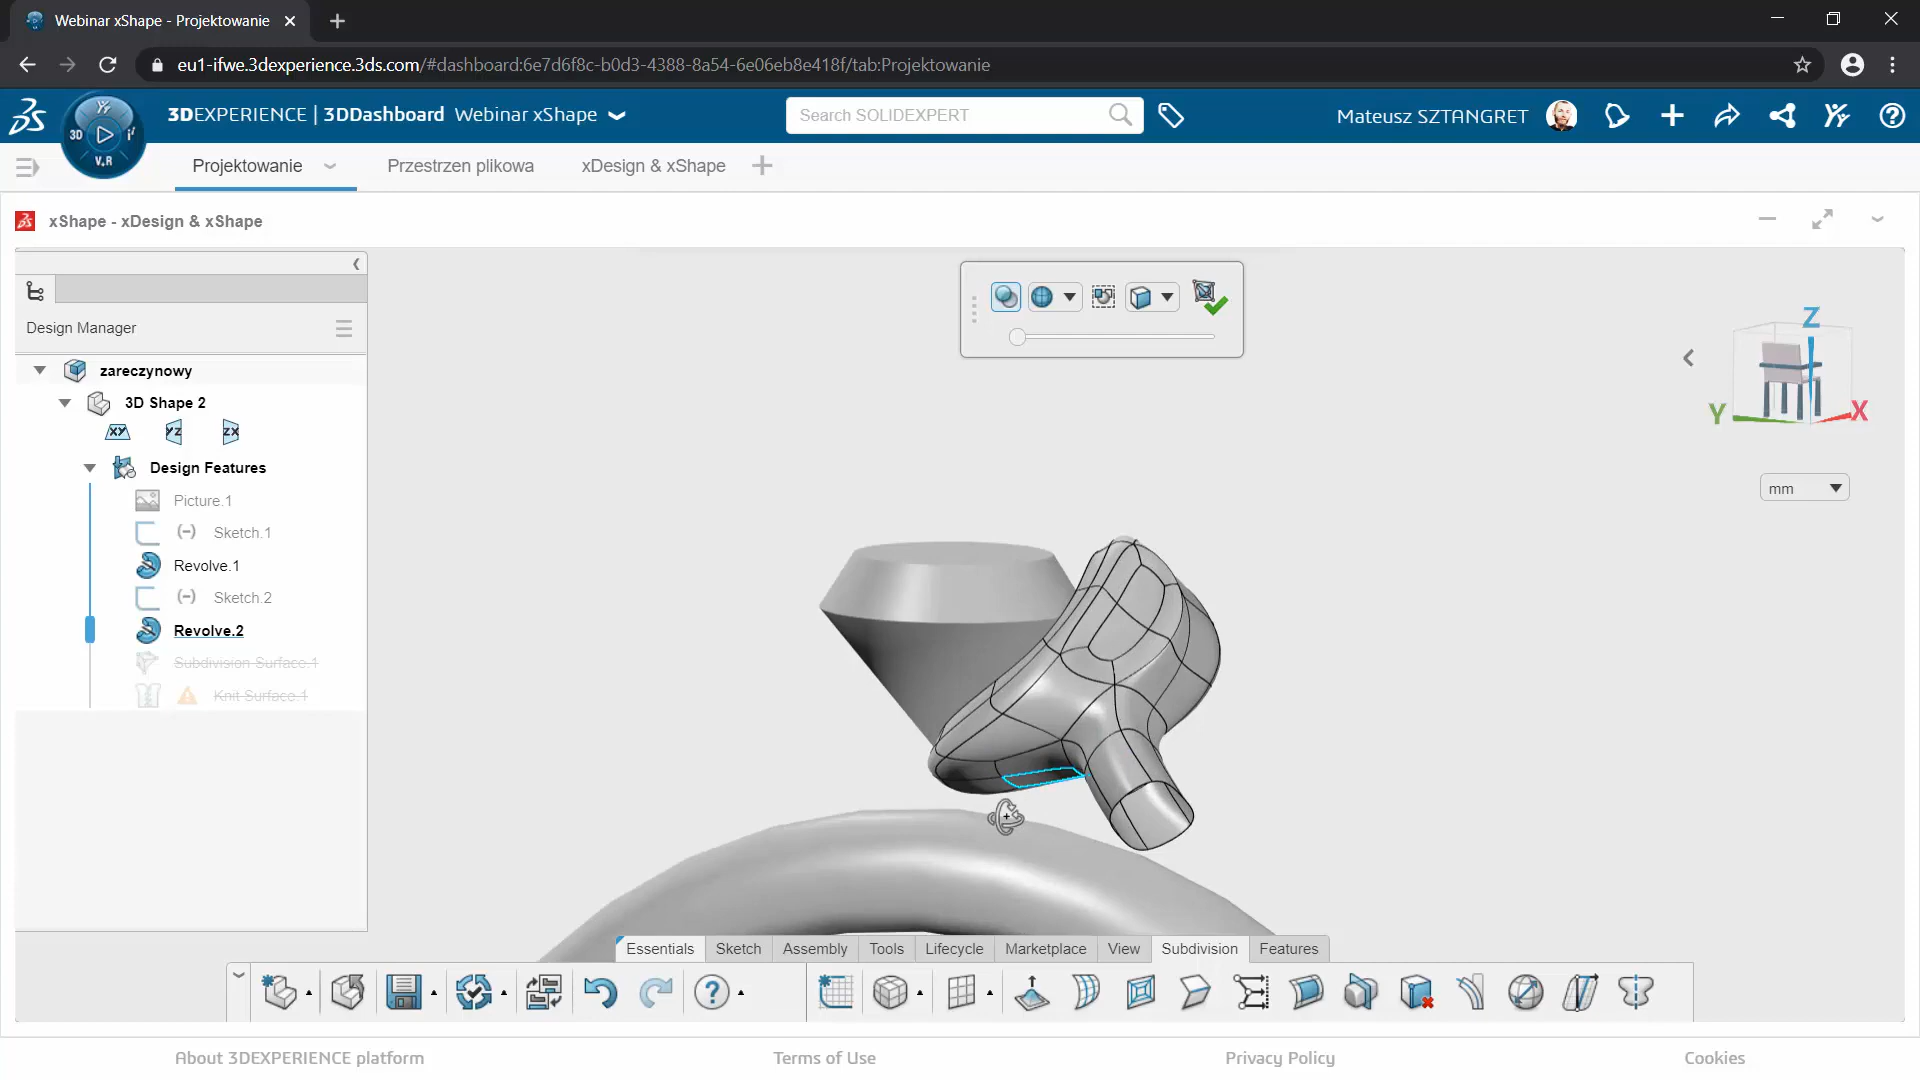 Webinar xShape - Projektowanie
eu1-ifwe.3dexperience.3ds.com/#dashboard:6e7d6f8c-b0d3-4388-8a54-6e06eb8e418f/tab:Projektowanie
3D
V.R
3DEXPERIENCE | 3DDashboard Webinar xShape
Search SOLIDEXPERT
Mateusz SZTANGRET
Projektowanie
Przestrzen plikowa
xDesign & xShape
xShape - xDesign & xShape
Design Manager
zareczynowy
3D Shape 2
XY YZ ZX
Design Features
Picture.1
(-) Sketch.1
Revolve.1
(-) Sketch.2
Revolve.2
Subdivision Surface.1
Knit Surface.1
Z
Y
X
mm
Essentials Sketch Assembly Tools Lifecycle Marketplace View Subdivision Features
About 3DEXPERIENCE platform
Terms of Use
Privacy Policy
Cookies